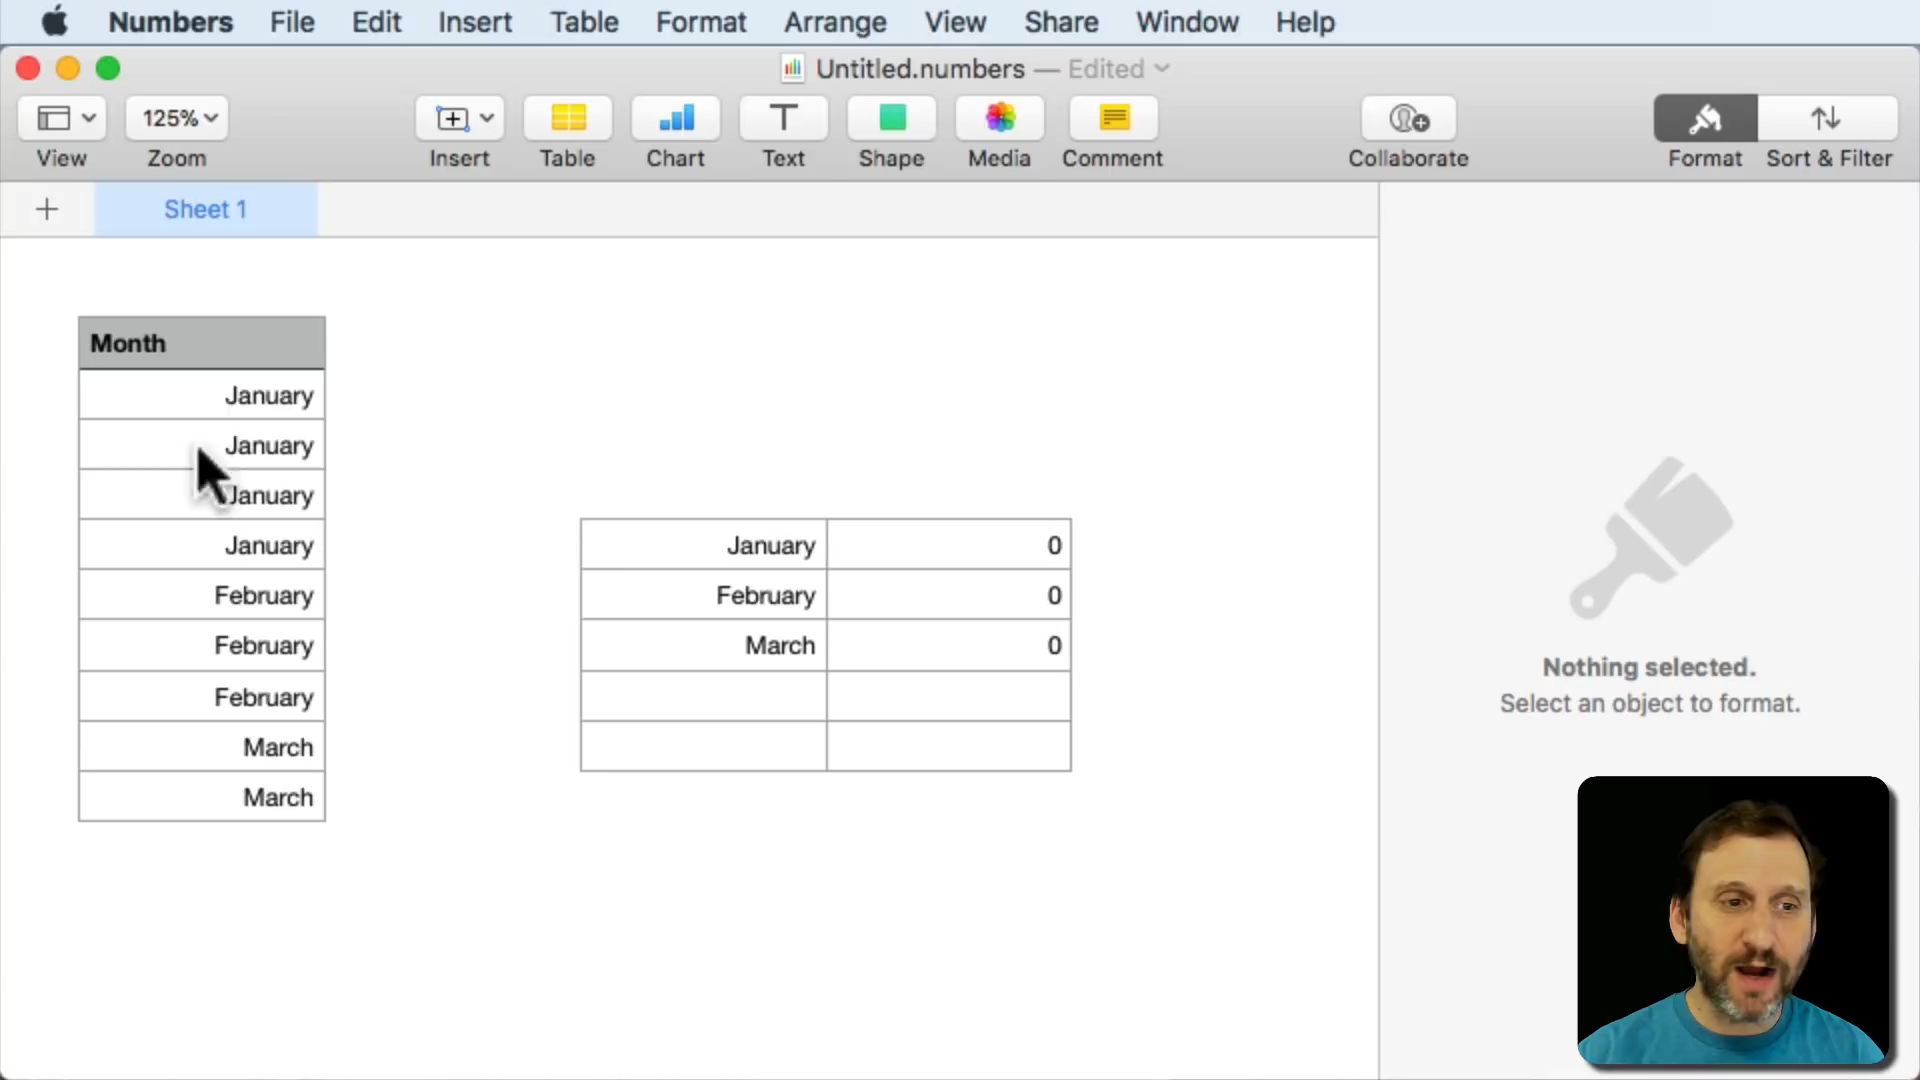 Numbers File Edit Insert Table Format Arrange View Share Window Help
Untitled.numbers — Edited
125%
View Zoom Insert Table Chart Text Shape Media Comment Collaborate Format Sort & Filter
Sheet 1
Month
January
January
January
January
February
February
February
March
March
January 0
February 0
March 0
Nothing selected.
Select an object to format.